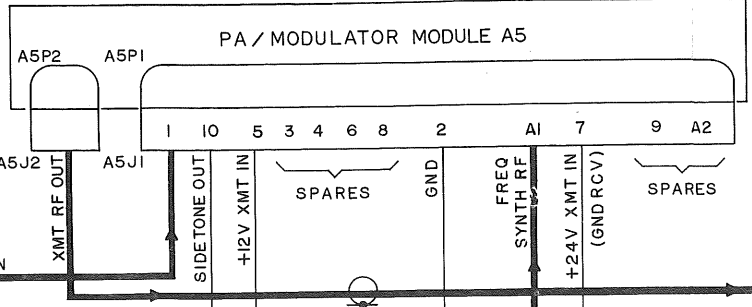 PA/MODULATOR MODULE A5
A5P2
A5P1
1 10 5 3 4 6 8 2 A1 7 9 A2
A5J2
A5J1
XMT RF OUT
SIDETONE OUT
+12V XMT IN
SPARES
GND
FREQ
SYNTH RF
+24V XMT IN
(GND RCV)
SPARES
N